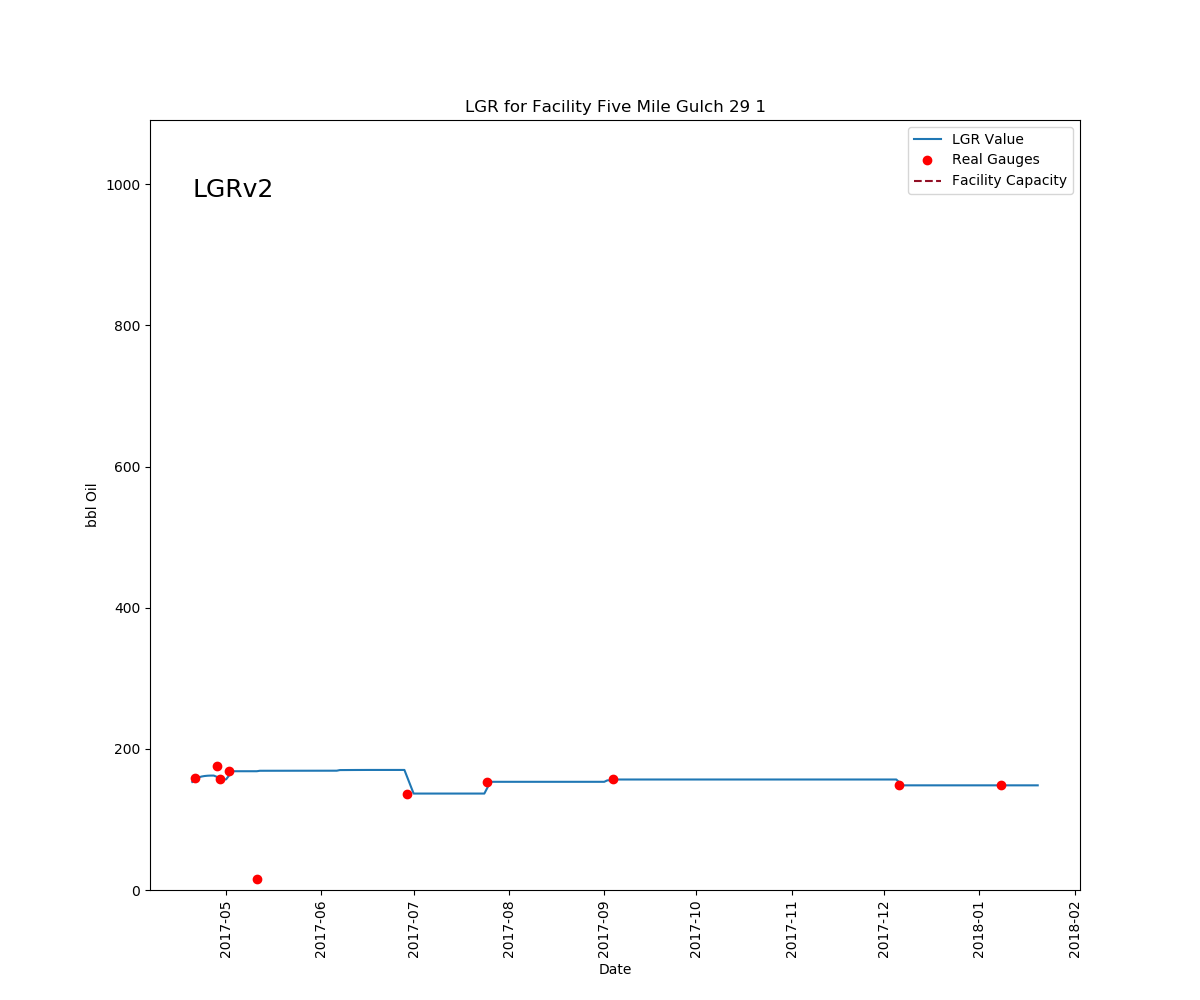 LGR for Facility Five Mile Gulch 29 1
LGR Value
Real Gauges
Facility Capacity
LGRv2
1000
800
600
400
200
0
bbl Oil
2017-05
2017-06
2017-07
2017-08
2017-09
2017-10
2017-11
2017-12
2018-01
2018-02
Date